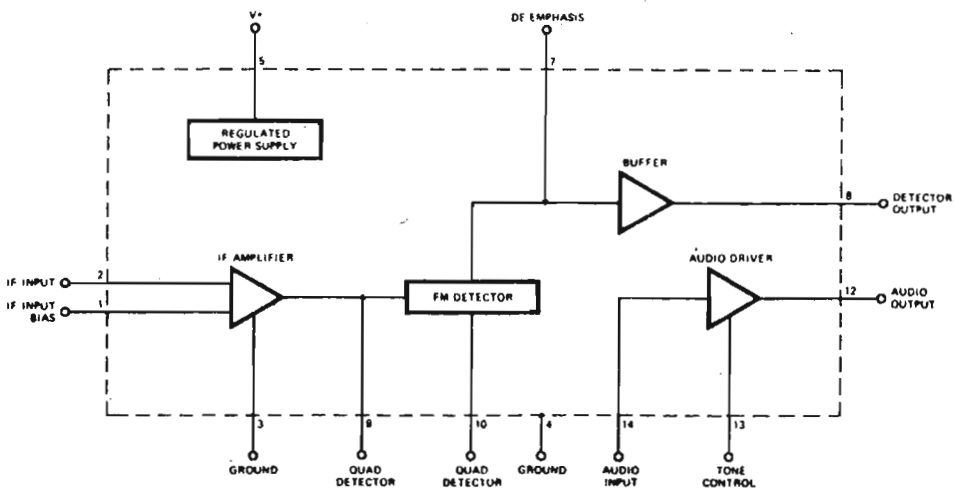 V+
DE EMPHASIS
5
7
REGULATED
POWER SUPPLY
BUFFER
8
DETECTOR
OUTPUT
IF AMPLIFIER
AUDIO DRIVER
IF INPUT
2
FM DETECTOR
12
AUDIO
OUTPUT
IF INPUT
BIAS
1
3
9
10
4
14
13
GROUND
QUAD
DETECTOR
QUAD
DETECTOR
GROUND
AUDIO
INPUT
TONE
CONTROL